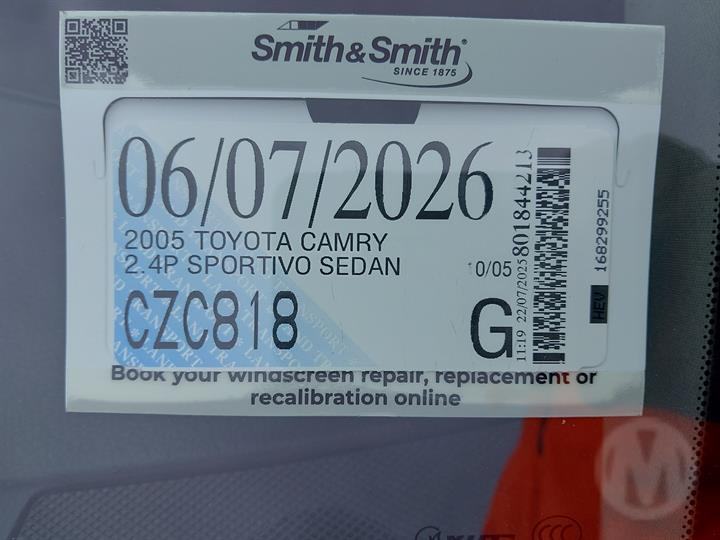 Smith&Smith®
SINCE 1875
06/07/2026
2005 TOYOTA CAMRY
2.4P SPORTIVO SEDAN
10/05
CZC818
G
11:19 22/07/2025
801844213
HEV
168299255
Book your windscreen repair, replacement or
recalibration online
M